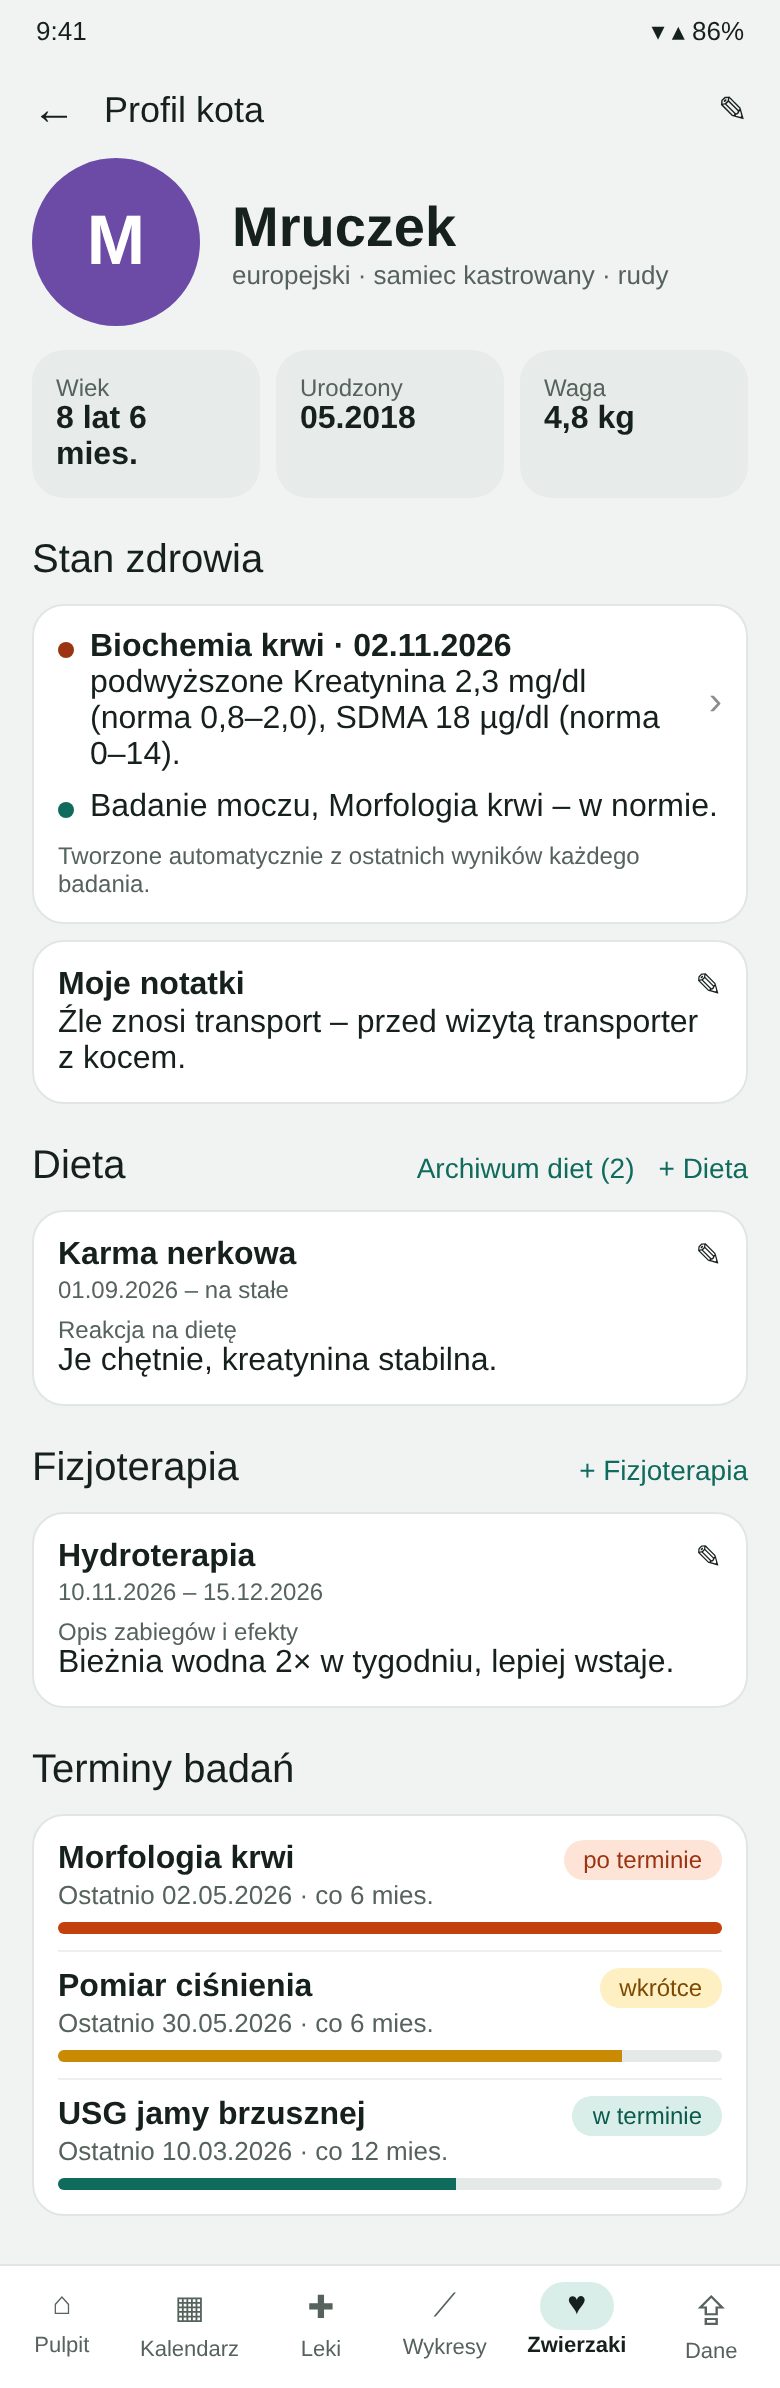 9:41
▾ ▴ 86%
← Profil kota ✎
M
Mruczek
europejski · samiec kastrowany · rudy
Wiek
8 lat 6
mies.
Urodzony
05.2018
Waga
4,8 kg
Stan zdrowia
Biochemia krwi · 02.11.2026
podwyższone Kreatynina 2,3 mg/dl
(norma 0,8–2,0), SDMA 18 µg/dl (norma
0–14).
›
Badanie moczu, Morfologia krwi – w normie.
Tworzone automatycznie z ostatnich wyników każdego
badania.
Moje notatki ✎
Źle znosi transport – przed wizytą transporter
z kocem.
Dieta
Archiwum diet (2) + Dieta
Karma nerkowa ✎
01.09.2026 – na stałe
Reakcja na dietę
Je chętnie, kreatynina stabilna.
Fizjoterapia
+ Fizjoterapia
Hydroterapia ✎
10.11.2026 – 15.12.2026
Opis zabiegów i efekty
Bieżnia wodna 2× w tygodniu, lepiej wstaje.
Terminy badań
Morfologia krwi
po terminie
Ostatnio 02.05.2026 · co 6 mies.
Pomiar ciśnienia
wkrótce
Ostatnio 30.05.2026 · co 6 mies.
USG jamy brzusznej
w terminie
Ostatnio 10.03.2026 · co 12 mies.
Pulpit
Kalendarz
Leki
Wykresy
Zwierzaki
Dane